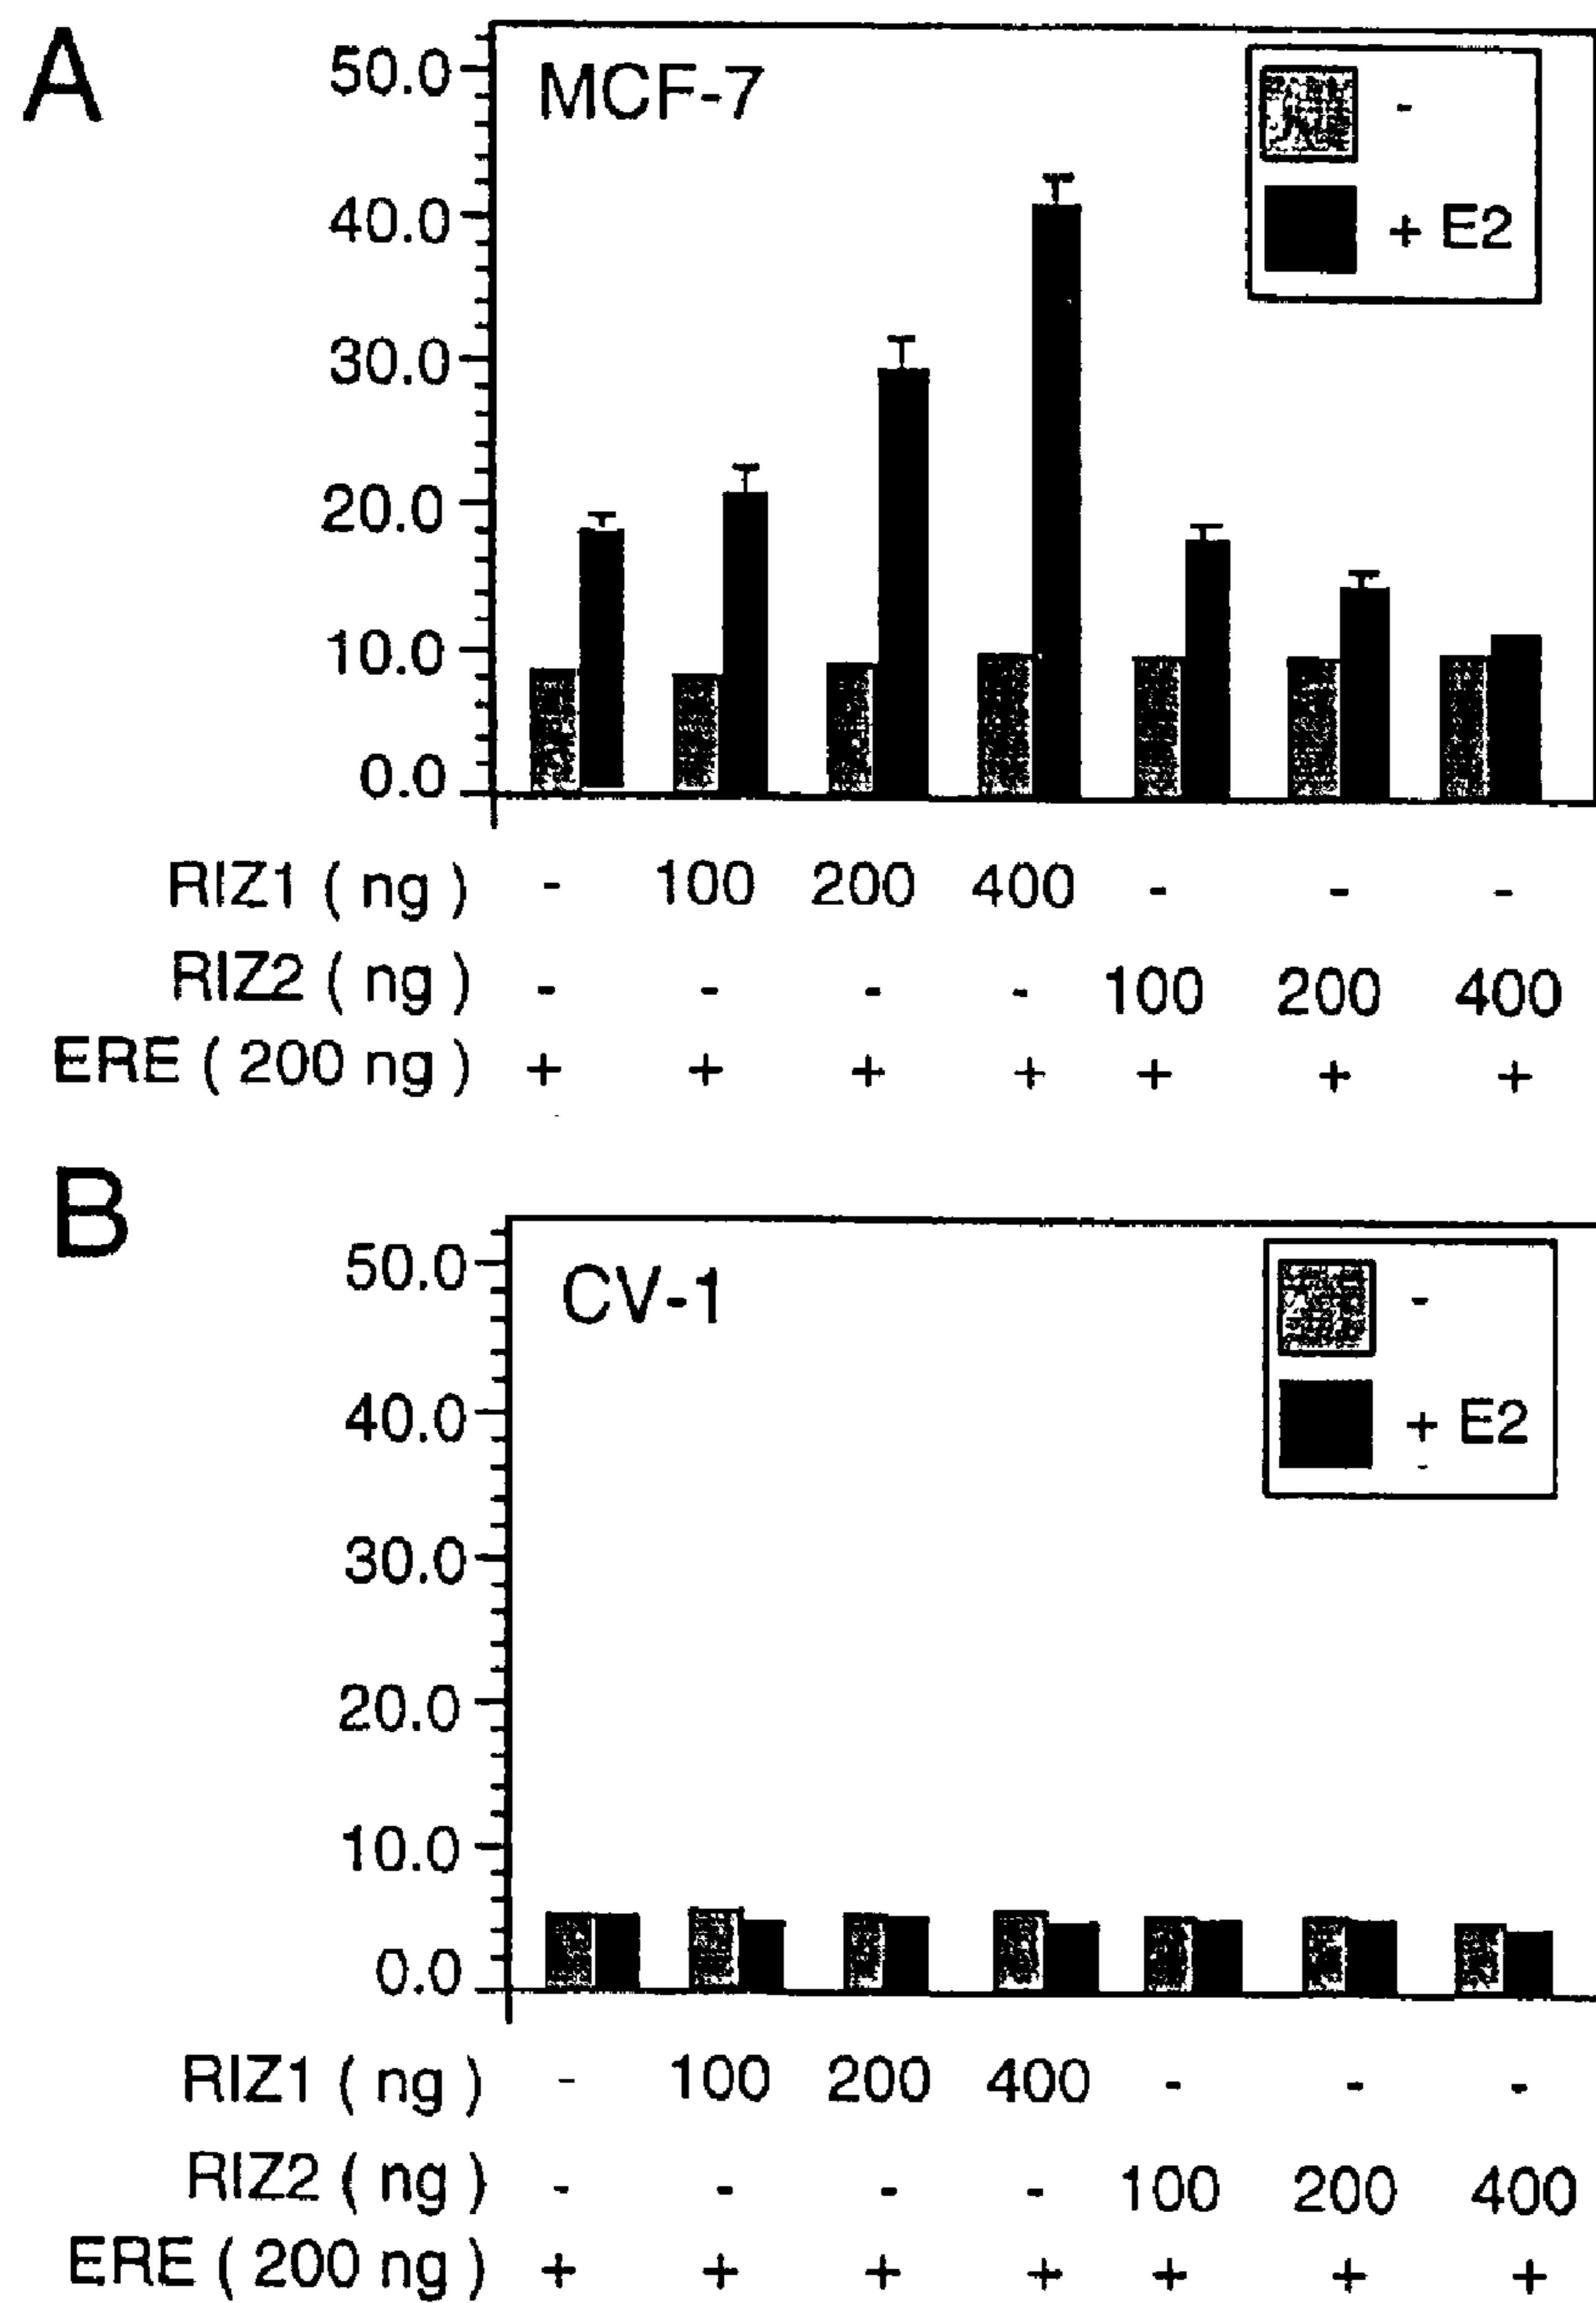 A
MCF-7
50.0
40.0
30.0
20.0
10.0
0.0
-
+ E2
RIZ1 ( ng ) - 100 200 400 - - -
RIZ2 ( ng ) - - - - 100 200 400
ERE ( 200 ng ) + + + + + + +
B
CV-1
50.0
40.0
30.0
20.0
10.0
0.0
-
+ E2
RIZ1 ( ng ) - 100 200 400 - - -
RIZ2 ( ng ) - - - - 100 200 400
ERE ( 200 ng ) + + + + + + +